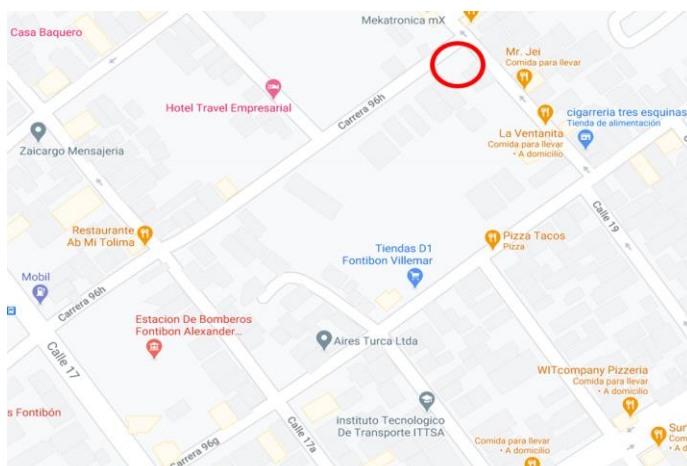 Mekatronica mX
Casa Baquero
Mr. Jei
Comida para llevar
Hotel Travel Empresarial
Carrera 96h
cigarreria tres esquinas
Tienda de alimentación
La Ventanita
Comida para llevar
• A domicilio
Zaicargo Mensajeria
Calle 19
Restaurante
Ab Mi Tolima
Pizza Tacos
Pizza
Tiendas D1
Fontibon Villemar
Mobil
Carrera 96h
Estacion De Bomberos
Fontibon Alexander...
Aires Turca Ltda
Calle 17
WITcompany Pizzeria
Comida para llevar
• A domicilio
s Fontibón
Instituto Tecnologico
De Transporte ITTSA
Calle 17a
Carrera 96g
Comida para llevar
• A domicilio
Sur
Com
• A d